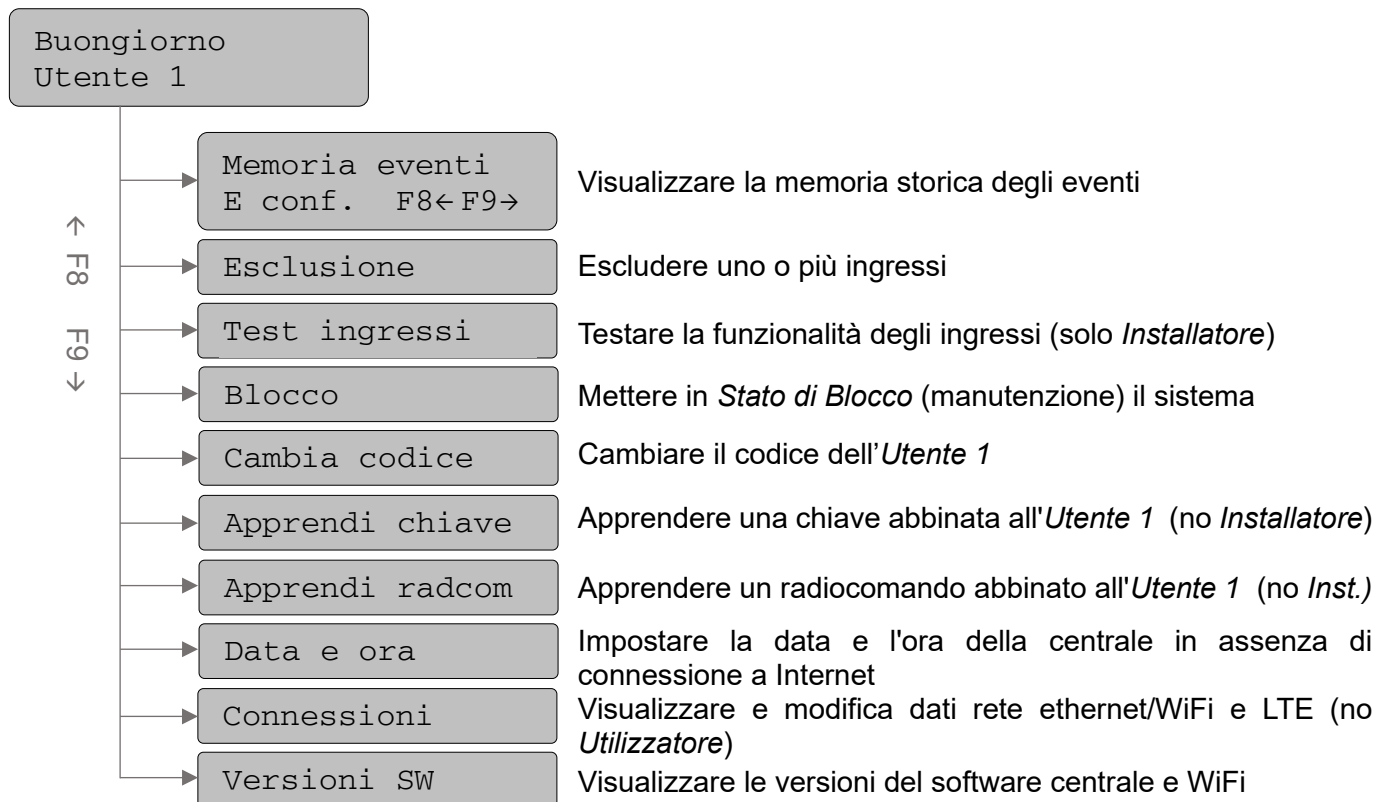 Buongiorno
Utente 1
Memoria eventi
E conf. F8← F9→
Visualizzare la memoria storica degli eventi
← F8 F9 →
Esclusione
Escludere uno o più ingressi
Test ingressi
Testare la funzionalità degli ingressi (solo Installatore)
Blocco
Mettere in Stato di Blocco (manutenzione) il sistema
Cambia codice
Cambiare il codice dell’Utente 1
Apprendi chiave
Apprendere una chiave abbinata all'Utente 1 (no Installatore)
Apprendi radcom
Apprendere un radiocomando abbinato all'Utente 1 (no Inst.)
Data e ora
Impostare la data e l'ora della centrale in assenza di
connessione a Internet
Connessioni
Visualizzare e modifica dati rete ethernet/WiFi e LTE (no
Utilizzatore)
Versioni SW
Visualizzare le versioni del software centrale e WiFi